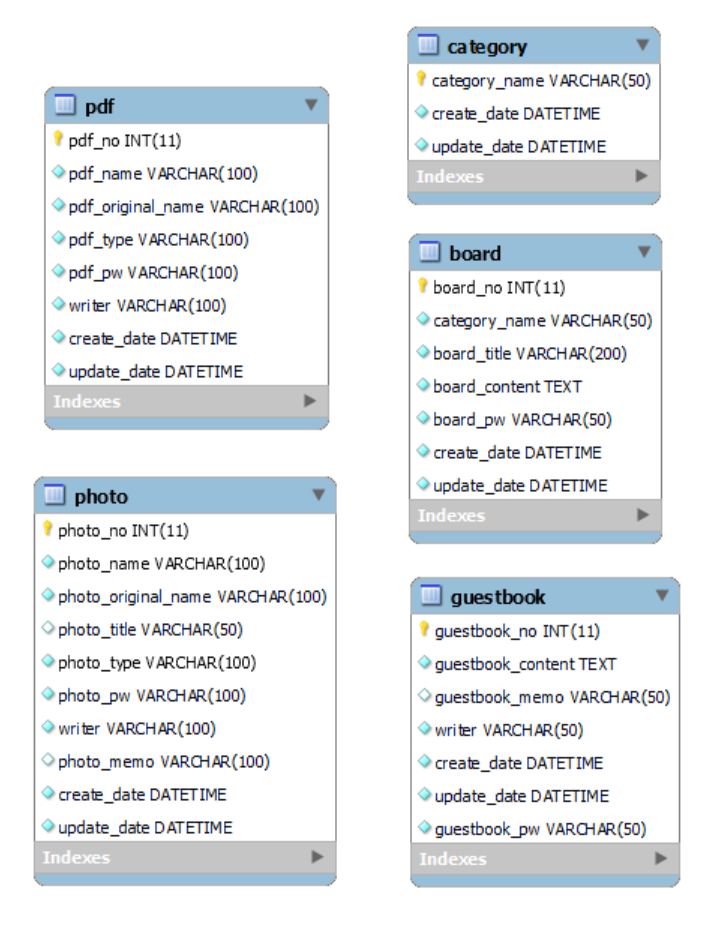 pdf
pdf_no INT(11)
pdf_name VARCHAR(100)
pdf_original_name VARCHAR(100)
pdf_type VARCHAR(100)
pdf_pw VARCHAR(100)
writer VARCHAR(100)
create_date DATETIME
update_date DATETIME
Indexes
photo
photo_no INT(11)
photo_name VARCHAR(100)
photo_original_name VARCHAR(100)
photo_title VARCHAR(50)
photo_type VARCHAR(100)
photo_pw VARCHAR(100)
writer VARCHAR(100)
photo_memo VARCHAR(100)
create_date DATETIME
update_date DATETIME
Indexes
category
category_name VARCHAR(50)
create_date DATETIME
update_date DATETIME
Indexes
board
board_no INT(11)
category_name VARCHAR(50)
board_title VARCHAR(200)
board_content TEXT
board_pw VARCHAR(50)
create_date DATETIME
update_date DATETIME
Indexes
guestbook
guestbook_no INT(11)
guestbook_content TEXT
guestbook_memo VARCHAR(50)
writer VARCHAR(50)
create_date DATETIME
update_date DATETIME
guestbook_pw VARCHAR(50)
Indexes